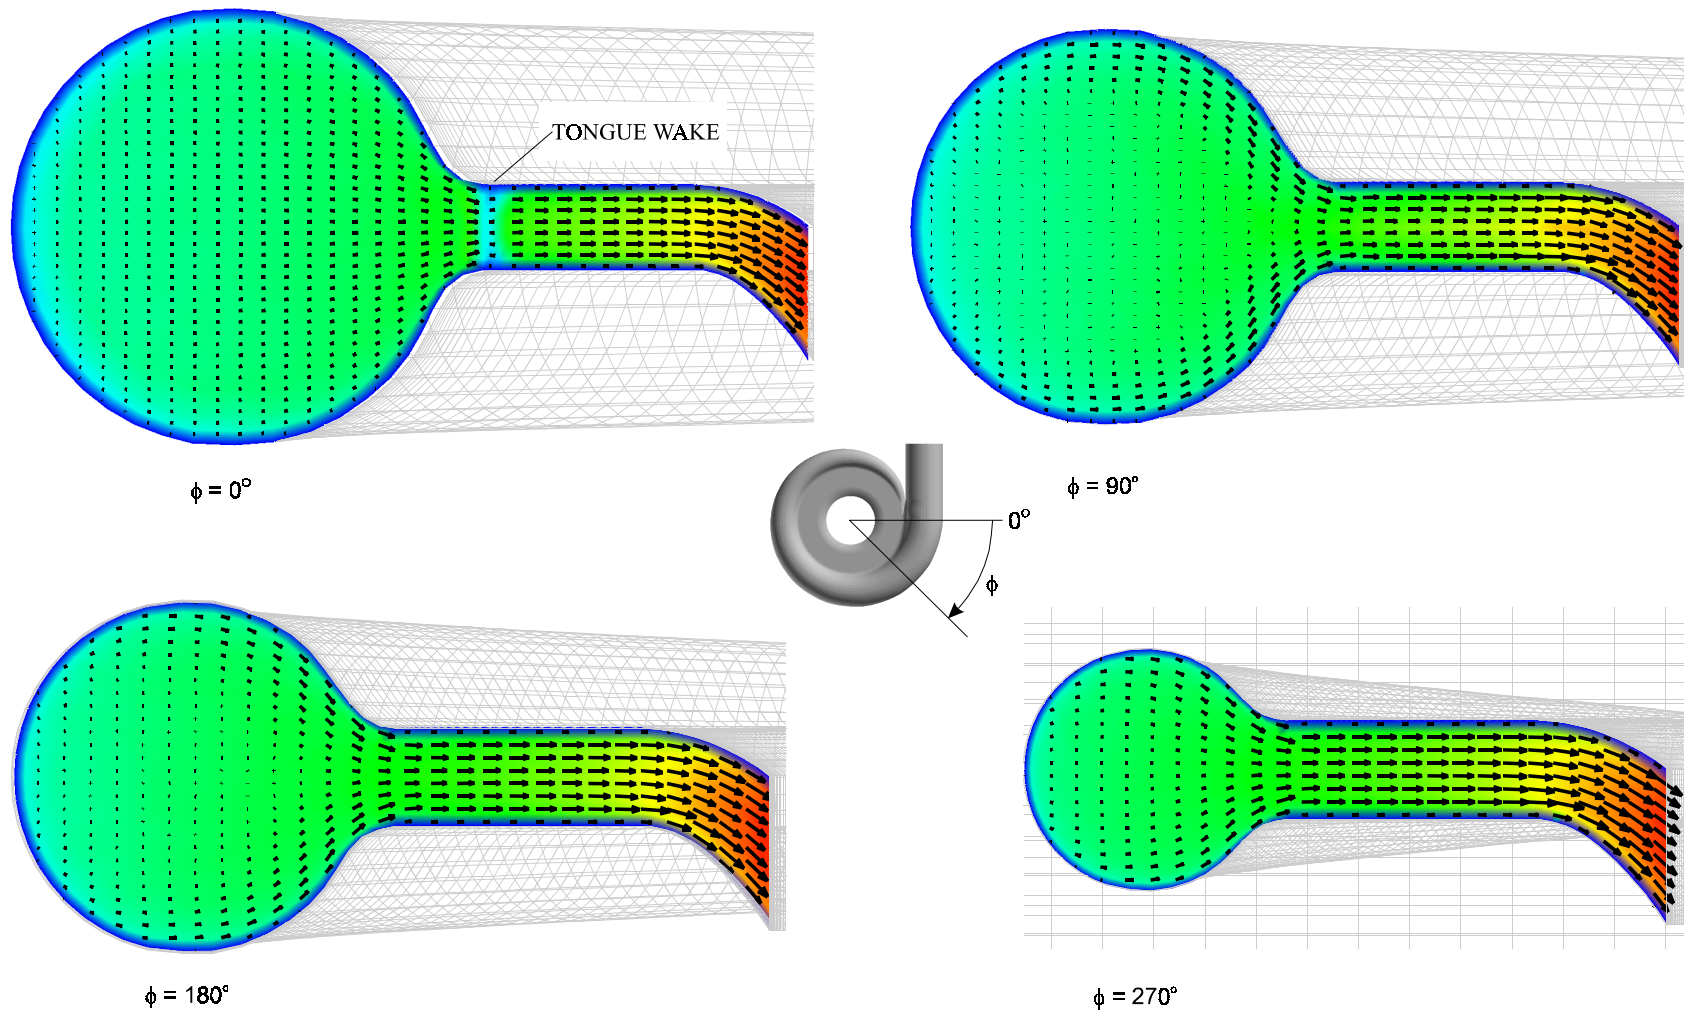 TONGUE WAKE
ϕ = 0°
ϕ = 90°
0°
ϕ
ϕ = 180°
ϕ = 270°